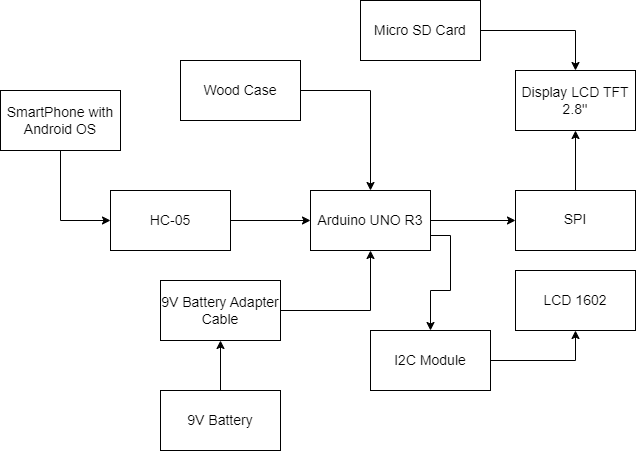 Micro SD Card
Wood Case
Display LCD TFT
2.8"
SmartPhone with
Android OS
HC-05
Arduino UNO R3
SPI
9V Battery Adapter
Cable
LCD 1602
I2C Module
9V Battery